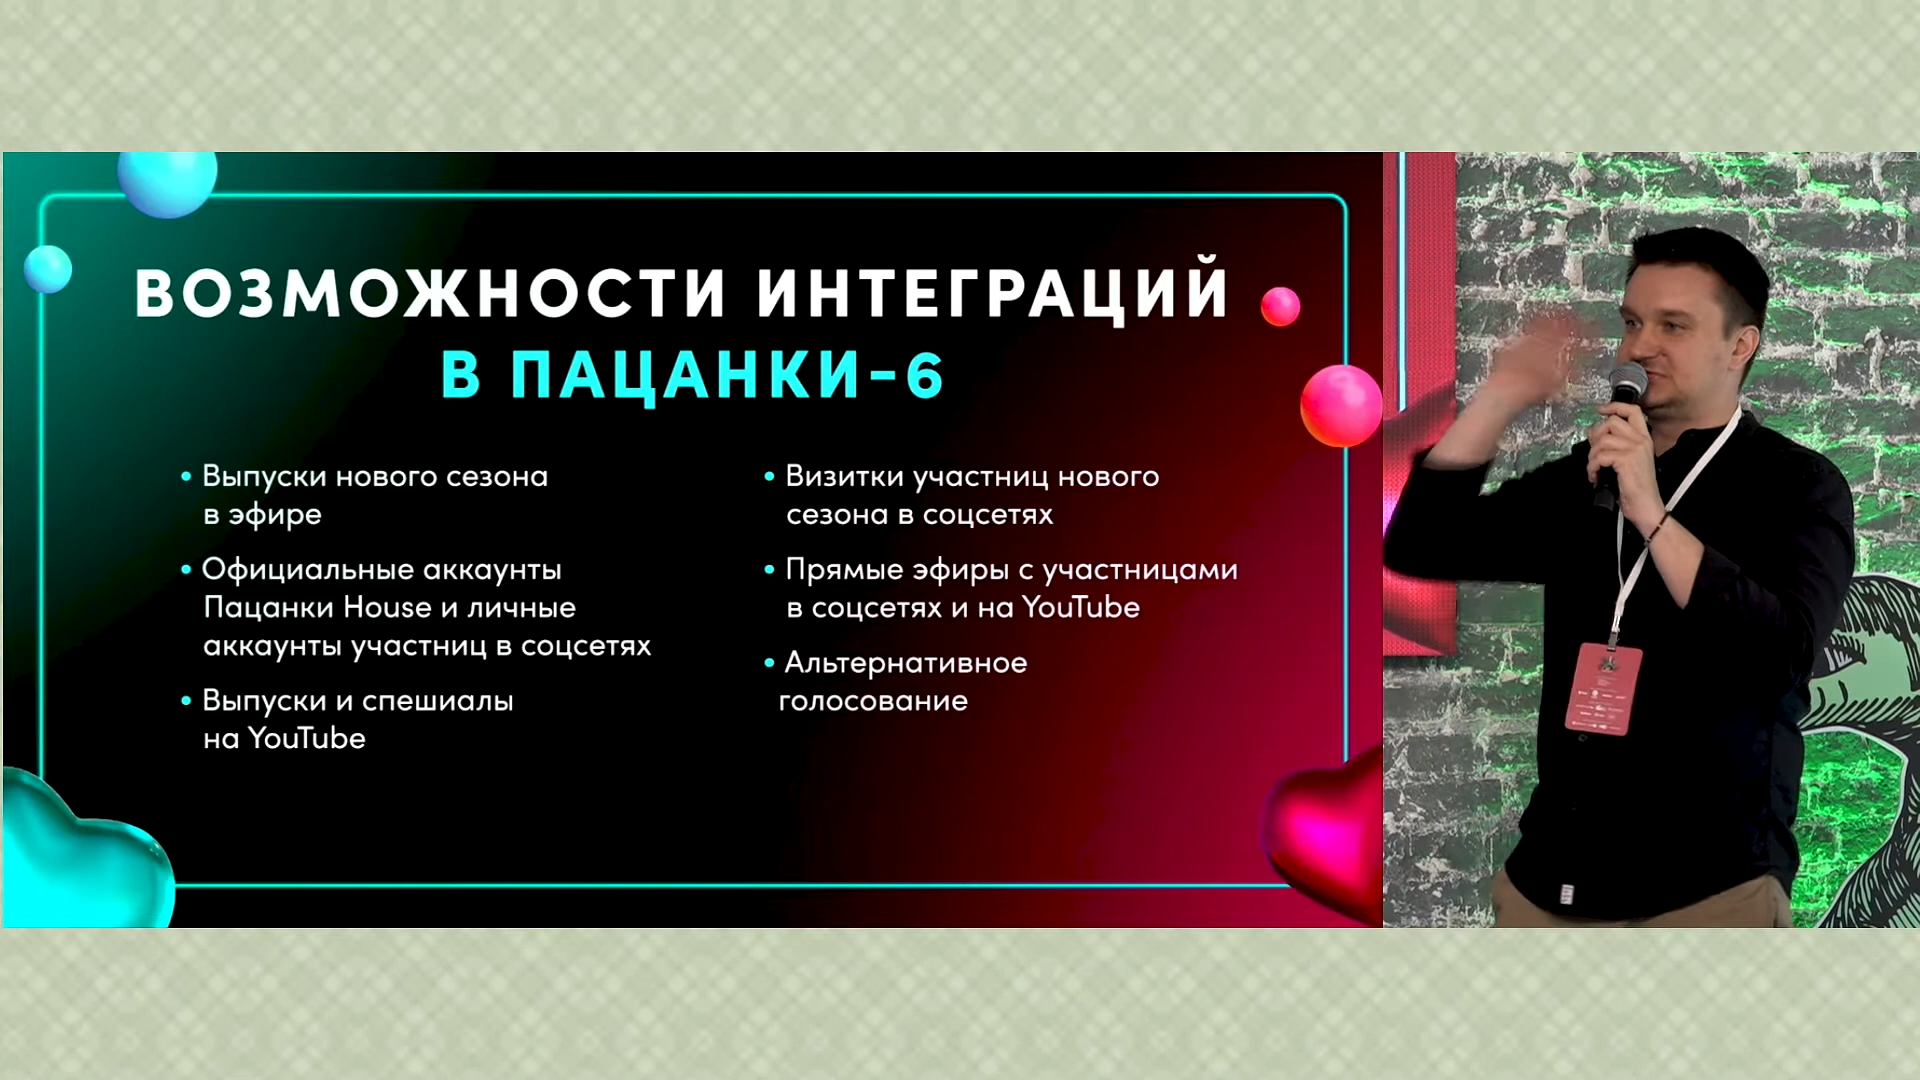 ВОЗМОЖНОСТИ ИНТЕГРАЦИЙ
В ПАЦАНКИ-6
• Выпуски нового сезона
в эфире
• Официальные аккаунты
Пацанки House и личные
аккаунты участниц в соцсетях
• Выпуски и спешиалы
на YouTube
• Визитки участниц нового
сезона в соцсетях
• Прямые эфиры с участницами
в соцсетях и на YouTube
• Альтернативное
голосование